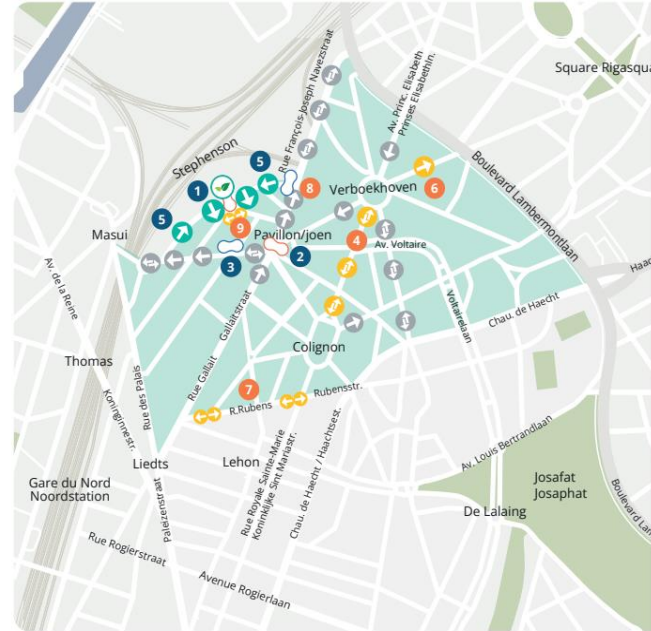 Square Rigasqua
Av. Princ. Elisabeth
Prinses Elisabethln.
Rue François-Joseph Navezstraat
Stephenson
5
1
8
Verboekhoven
6
Boulevard Lambermontlaan
5
9
Masui
Pavillon/joen
4
Av. Voltaire
3
2
Haa
Av. de la Reine
Voltairelaan
Chau. de Haecht
Rue Gallait
Gallaitstraat
Colignon
Thomas
Rue des Palais
7
R.Rubens
Rubensstr.
Koninginnestr.
Liedts
Lehon
Av. Louis Bertrandlaan
Gare du Nord
Noordstation
Paleizenstraat
Rue Royale Sainte-Marie
Koninklijke Sint Mariastr.
Chau. de Haecht / Haachtsest.
Josafat
Josaphat
De Lalaing
Boulevard L
Rue Rogierstraat
Avenue Rogierlaan